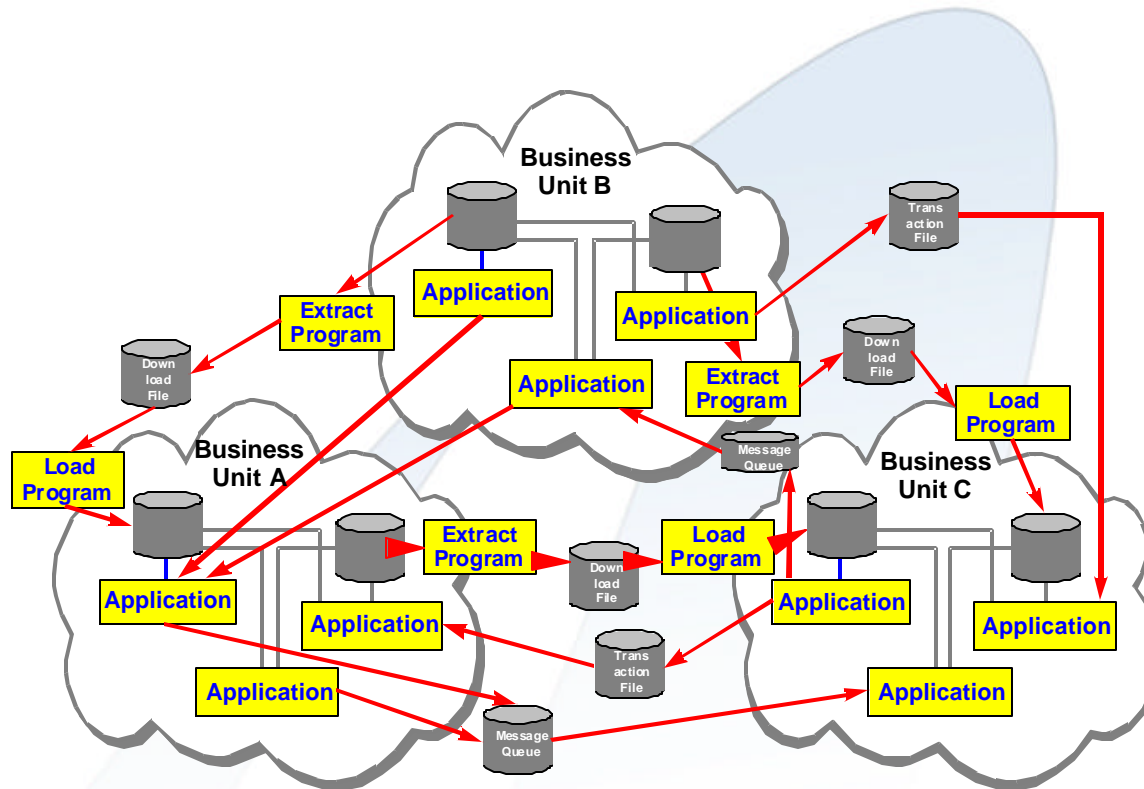 Business
Unit B
Trans
action
File
Application
Extract
Program
Application
Down
load
File
Down
load
File
Application
Extract
Program
Load
Program
Message
Queue
Business
Unit A
Business
Unit C
Load
Program
Extract
Program
Load
Program
Down
load
File
Application
Application
Application
Application
Trans
action
File
Application
Application
Message
Queue